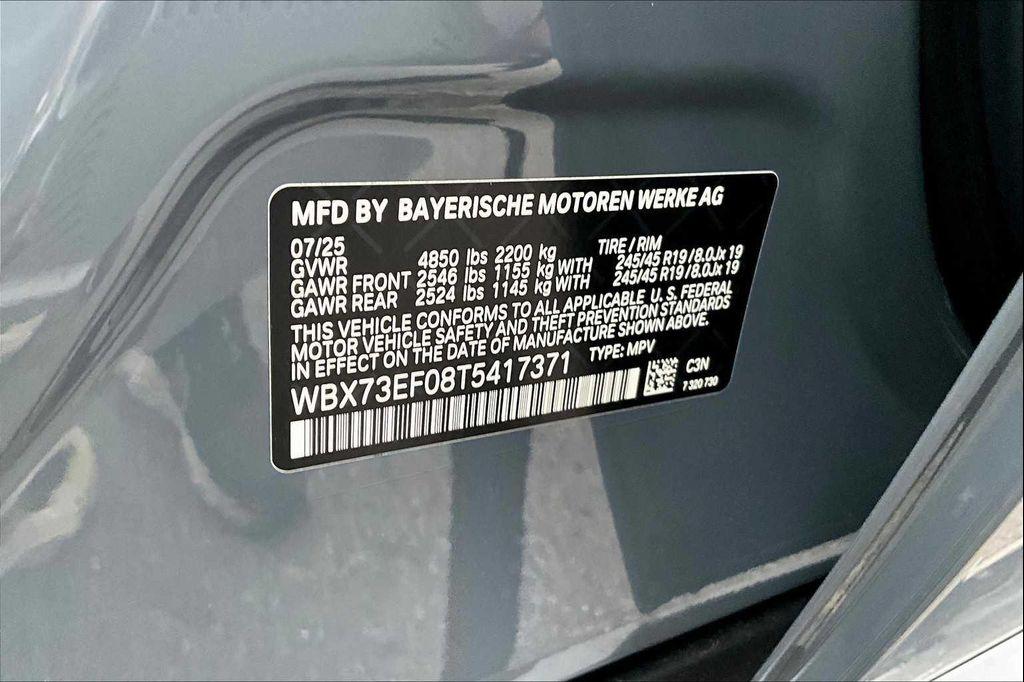 MFD BY BAYERISCHE MOTOREN WERKE AG
07/25 TIRE / RIM
GVWR 4850 lbs 2200 kg
GAWR FRONT 2546 lbs 1155 kg WITH 245/45 R19 / 8.0Jx 19
GAWR REAR 2524 lbs 1145 kg WITH 245/45 R19 / 8.0Jx 19
THIS VEHICLE CONFORMS TO ALL APPLICABLE U. S. FEDERAL
MOTOR VEHICLE SAFETY AND THEFT PREVENTION STANDARDS
IN EFFECT ON THE DATE OF MANUFACTURE SHOWN ABOVE.
WBX73EF08T5417371 TYPE: MPV
C3N
7 320 730